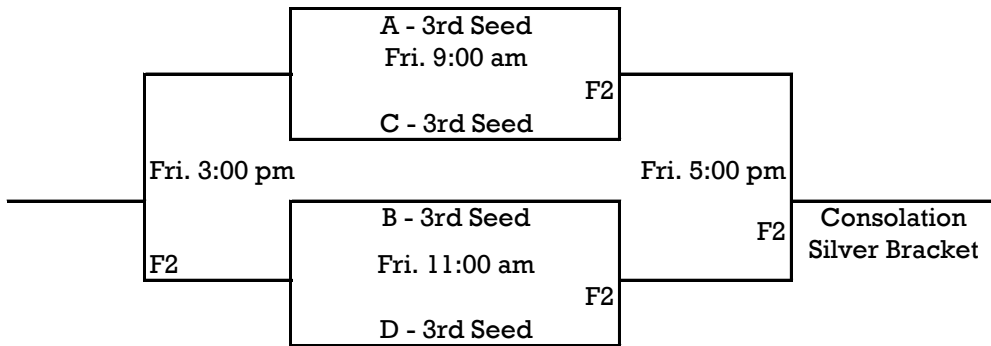 A - 3rd Seed
Fri. 9:00 am
F2
C - 3rd Seed
Fri. 3:00 pm
Fri. 5:00 pm
B - 3rd Seed
F2
Consolation
Silver Bracket
F2
Fri. 11:00 am
F2
D - 3rd Seed